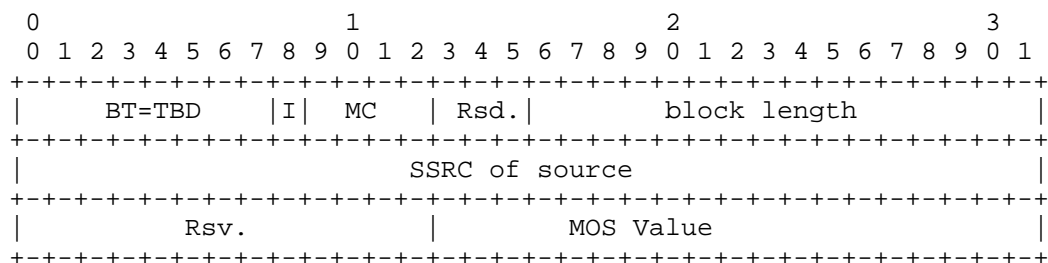 0                   1                   2                   3
 0 1 2 3 4 5 6 7 8 9 0 1 2 3 4 5 6 7 8 9 0 1 2 3 4 5 6 7 8 9 0 1
+-+-+-+-+-+-+-+-+-+-+-+-+-+-+-+-+-+-+-+-+-+-+-+-+-+-+-+-+-+-+-+-+
|     BT=TBD    |I|  MC     | Rsd.|        block length           |
+-+-+-+-+-+-+-+-+-+-+-+-+-+-+-+-+-+-+-+-+-+-+-+-+-+-+-+-+-+-+-+-+
|                        SSRC of source                         |
+-+-+-+-+-+-+-+-+-+-+-+-+-+-+-+-+-+-+-+-+-+-+-+-+-+-+-+-+-+-+-+-+
|          Rsv.           |        MOS Value                    |
+-+-+-+-+-+-+-+-+-+-+-+-+-+-+-+-+-+-+-+-+-+-+-+-+-+-+-+-+-+-+-+-+